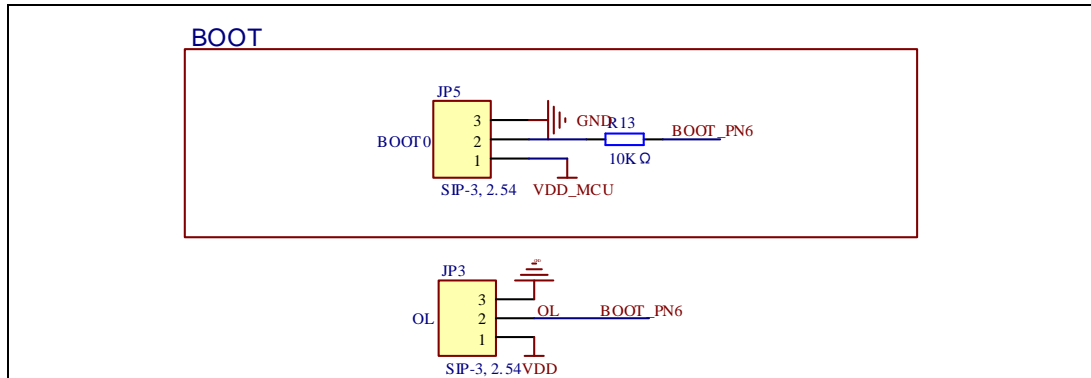 BOOT
JP5
3
GND
R13
BOOT_PN6
BOOT0
2
1
10KΩ
SIP-3, 2.54
VDD_MCU
JP3
3
OL
2
OL
BOOT_PN6
1
SIP-3, 2.54
VDD